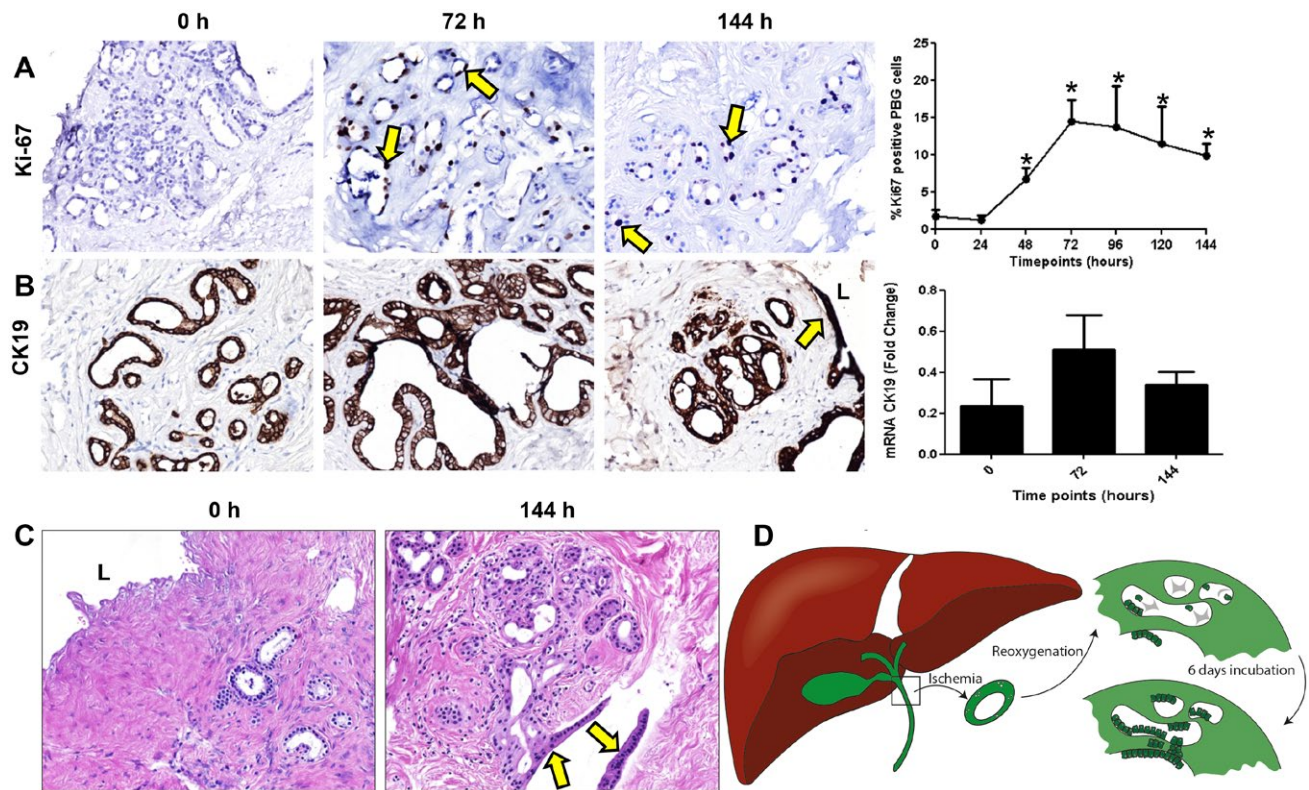 0 h
72 h
144 h
A
Ki-67
%Ki67 positive PBG cells
25
20
15
10
5
0
* * * * *
0 24 48 72 96 120 144
Timepoints (hours)
B
CK19
L
mRNA CK19 (Fold Change)
0.8
0.6
0.4
0.2
0.0
0 72 144
Time points (hours)
0 h
144 h
C
L
D
Ischemia
Reoxygenation
6 days incubation